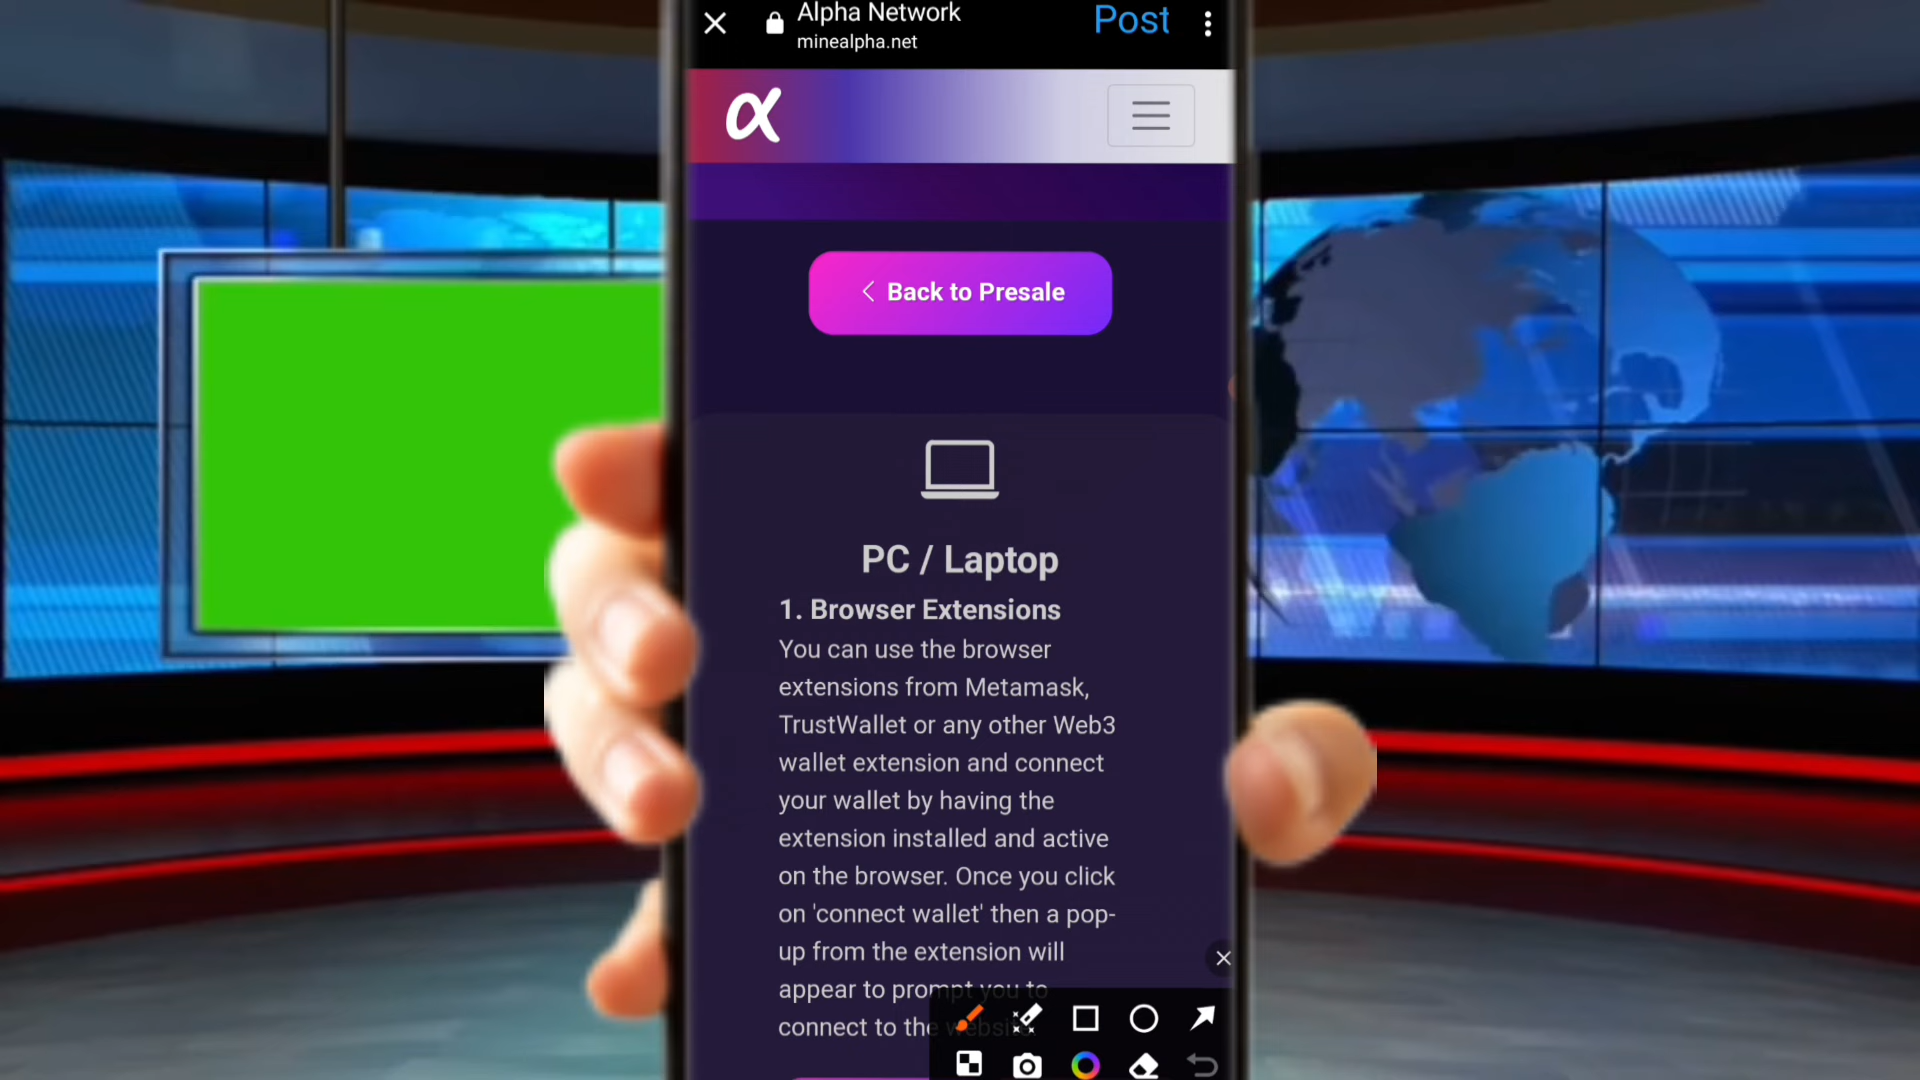 Alpha Network
minealpha.net
Post
α
Back to Presale
PC / Laptop
1. Browser Extensions
You can use the browser
extensions from Metamask,
TrustWallet or any other Web3
wallet extension and connect
your wallet by having the
extension installed and active
on the browser. Once you click
on 'connect wallet' then a pop-
up from the extension will
appear to prompt you to
connect to the website.